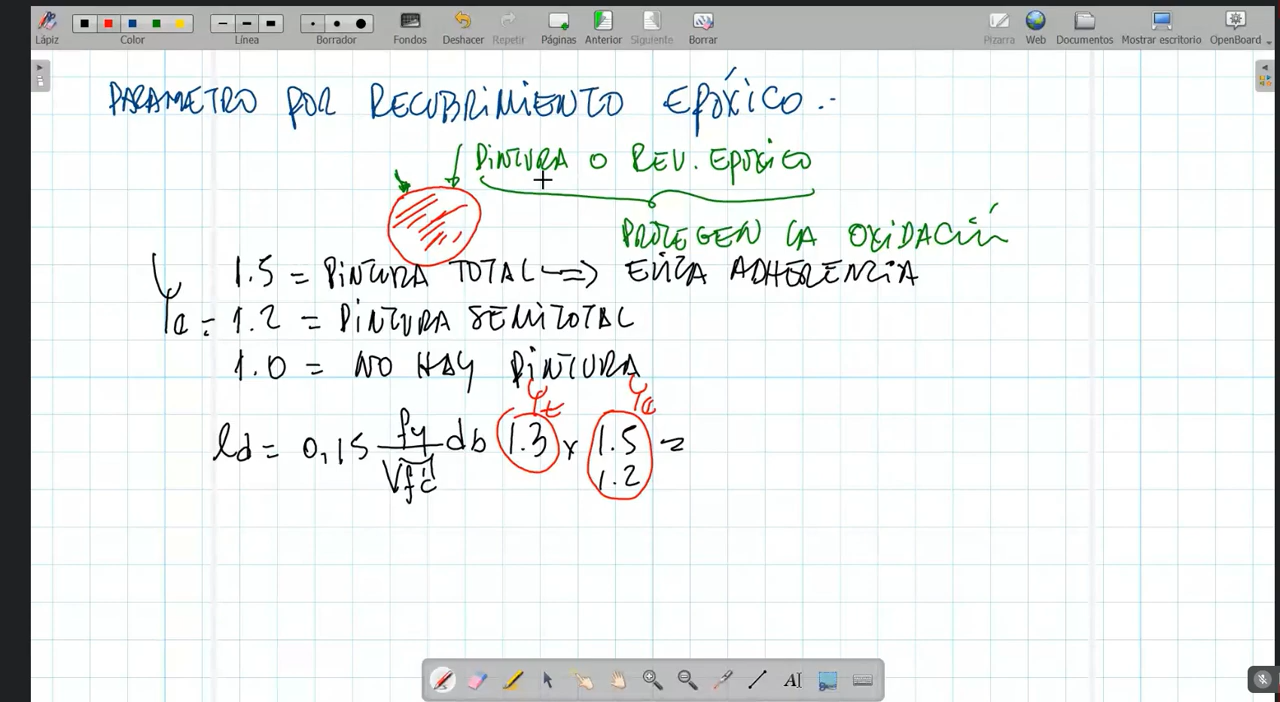 Lápiz Color Línea Borrador Fondos Deshacer Repetir Páginas Anterior Siguiente Borrar Pizarra Web Documentos Mostrar escritorio OpenBoard
PARAMETRO POR RECUBRIMIENTO EPÓXICO.-
PINTURA O REV. EPOXICO
PROTEGEN LA OXIDACIÓN
1.5 = PINTURA TOTAL => EVITA ADHERENCIA
ψe = 1.2 = PINTURA SEMITOTAL
1.0 = NO HAY PINTURA
ψt ψe
ld = 0,15 fy/√f'c db 1.3 x 1.5 =
1.2
AI